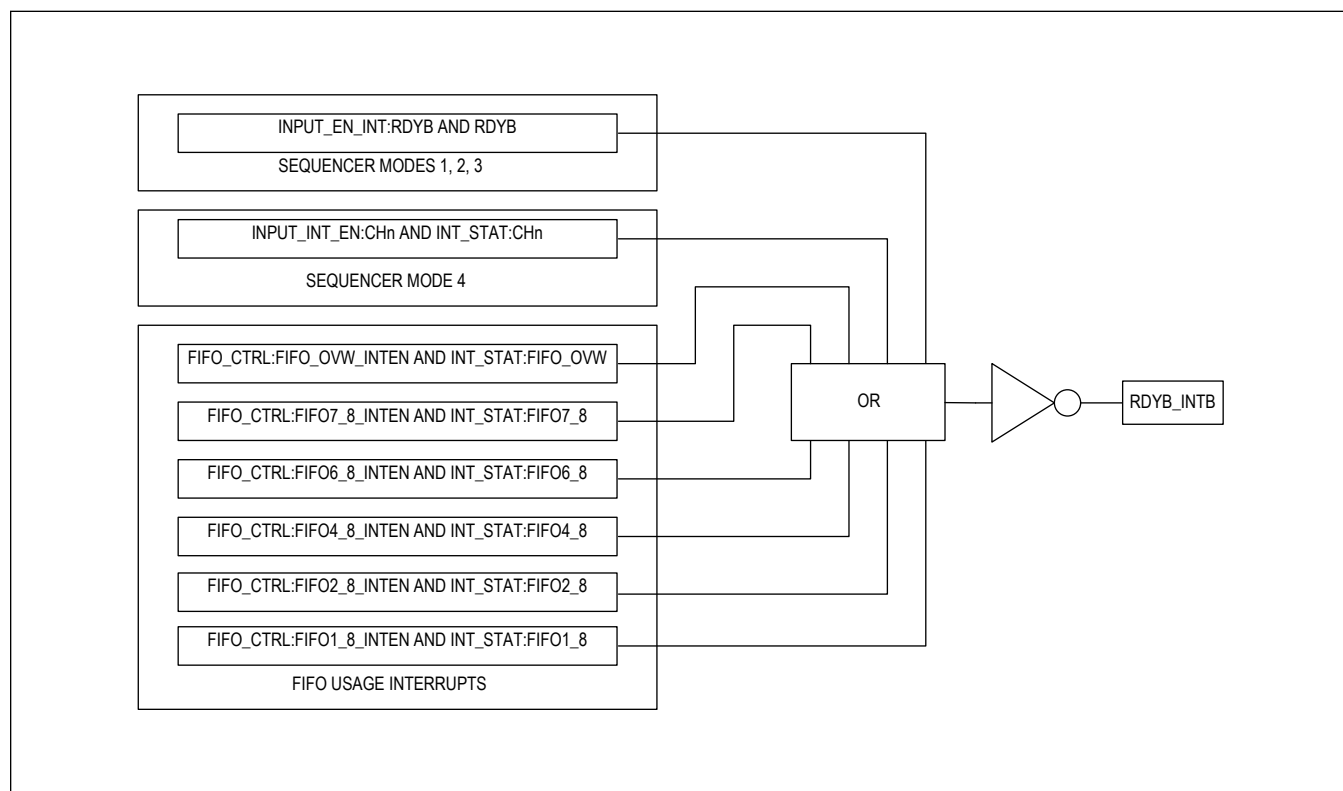 INPUT_EN_INT:RDYB AND RDYB
SEQUENCER MODES 1, 2, 3
INPUT_INT_EN:CHn AND INT_STAT:CHn
SEQUENCER MODE 4
FIFO_CTRL:FIFO_OVW_INTEN AND INT_STAT:FIFO_OVW
FIFO_CTRL:FIFO7_8_INTEN AND INT_STAT:FIFO7_8
FIFO_CTRL:FIFO6_8_INTEN AND INT_STAT:FIFO6_8
FIFO_CTRL:FIFO4_8_INTEN AND INT_STAT:FIFO4_8
FIFO_CTRL:FIFO2_8_INTEN AND INT_STAT:FIFO2_8
FIFO_CTRL:FIFO1_8_INTEN AND INT_STAT:FIFO1_8
FIFO USAGE INTERRUPTS
OR
RDYB_INTB